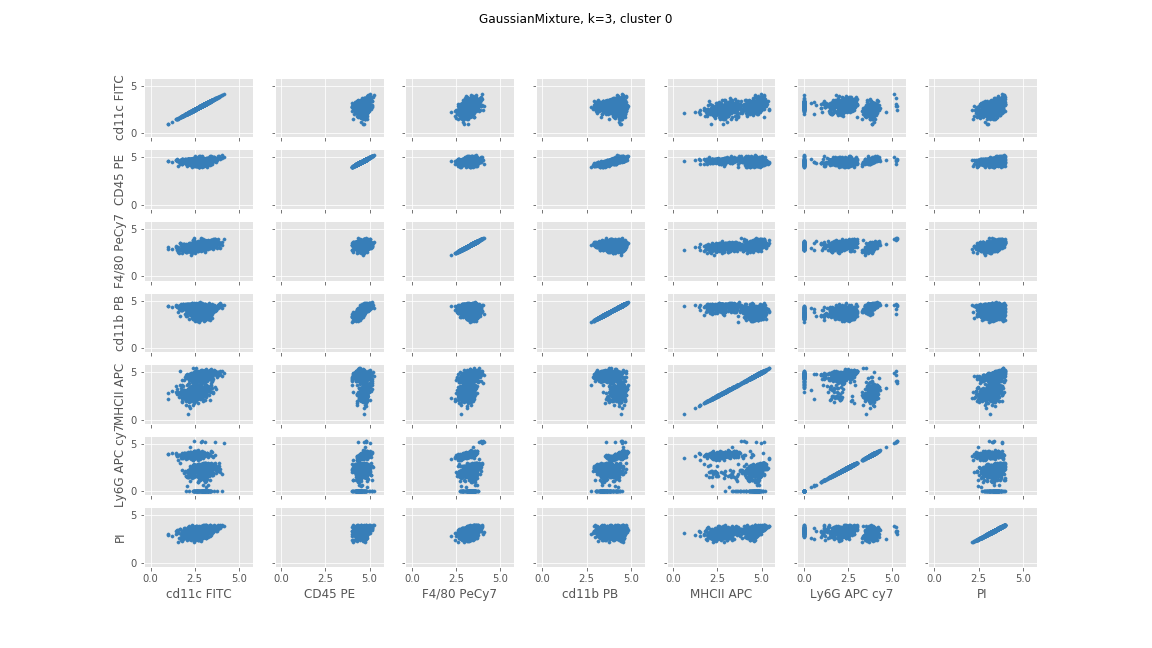 GaussianMixture, k=3, cluster 0
cd11c FITC
5
0
CD45 PE
5
0
F4/80 PeCy7
5
0
cd11b PB
5
0
MHCII APC
5
0
Ly6G APC cy7
5
0
PI
5
0
0.0 2.5 5.0 0.0 2.5 5.0 0.0 2.5 5.0 0.0 2.5 5.0 0.0 2.5 5.0 0.0 2.5 5.0 0.0 2.5 5.0
cd11c FITC CD45 PE F4/80 PeCy7 cd11b PB MHCII APC Ly6G APC cy7 PI